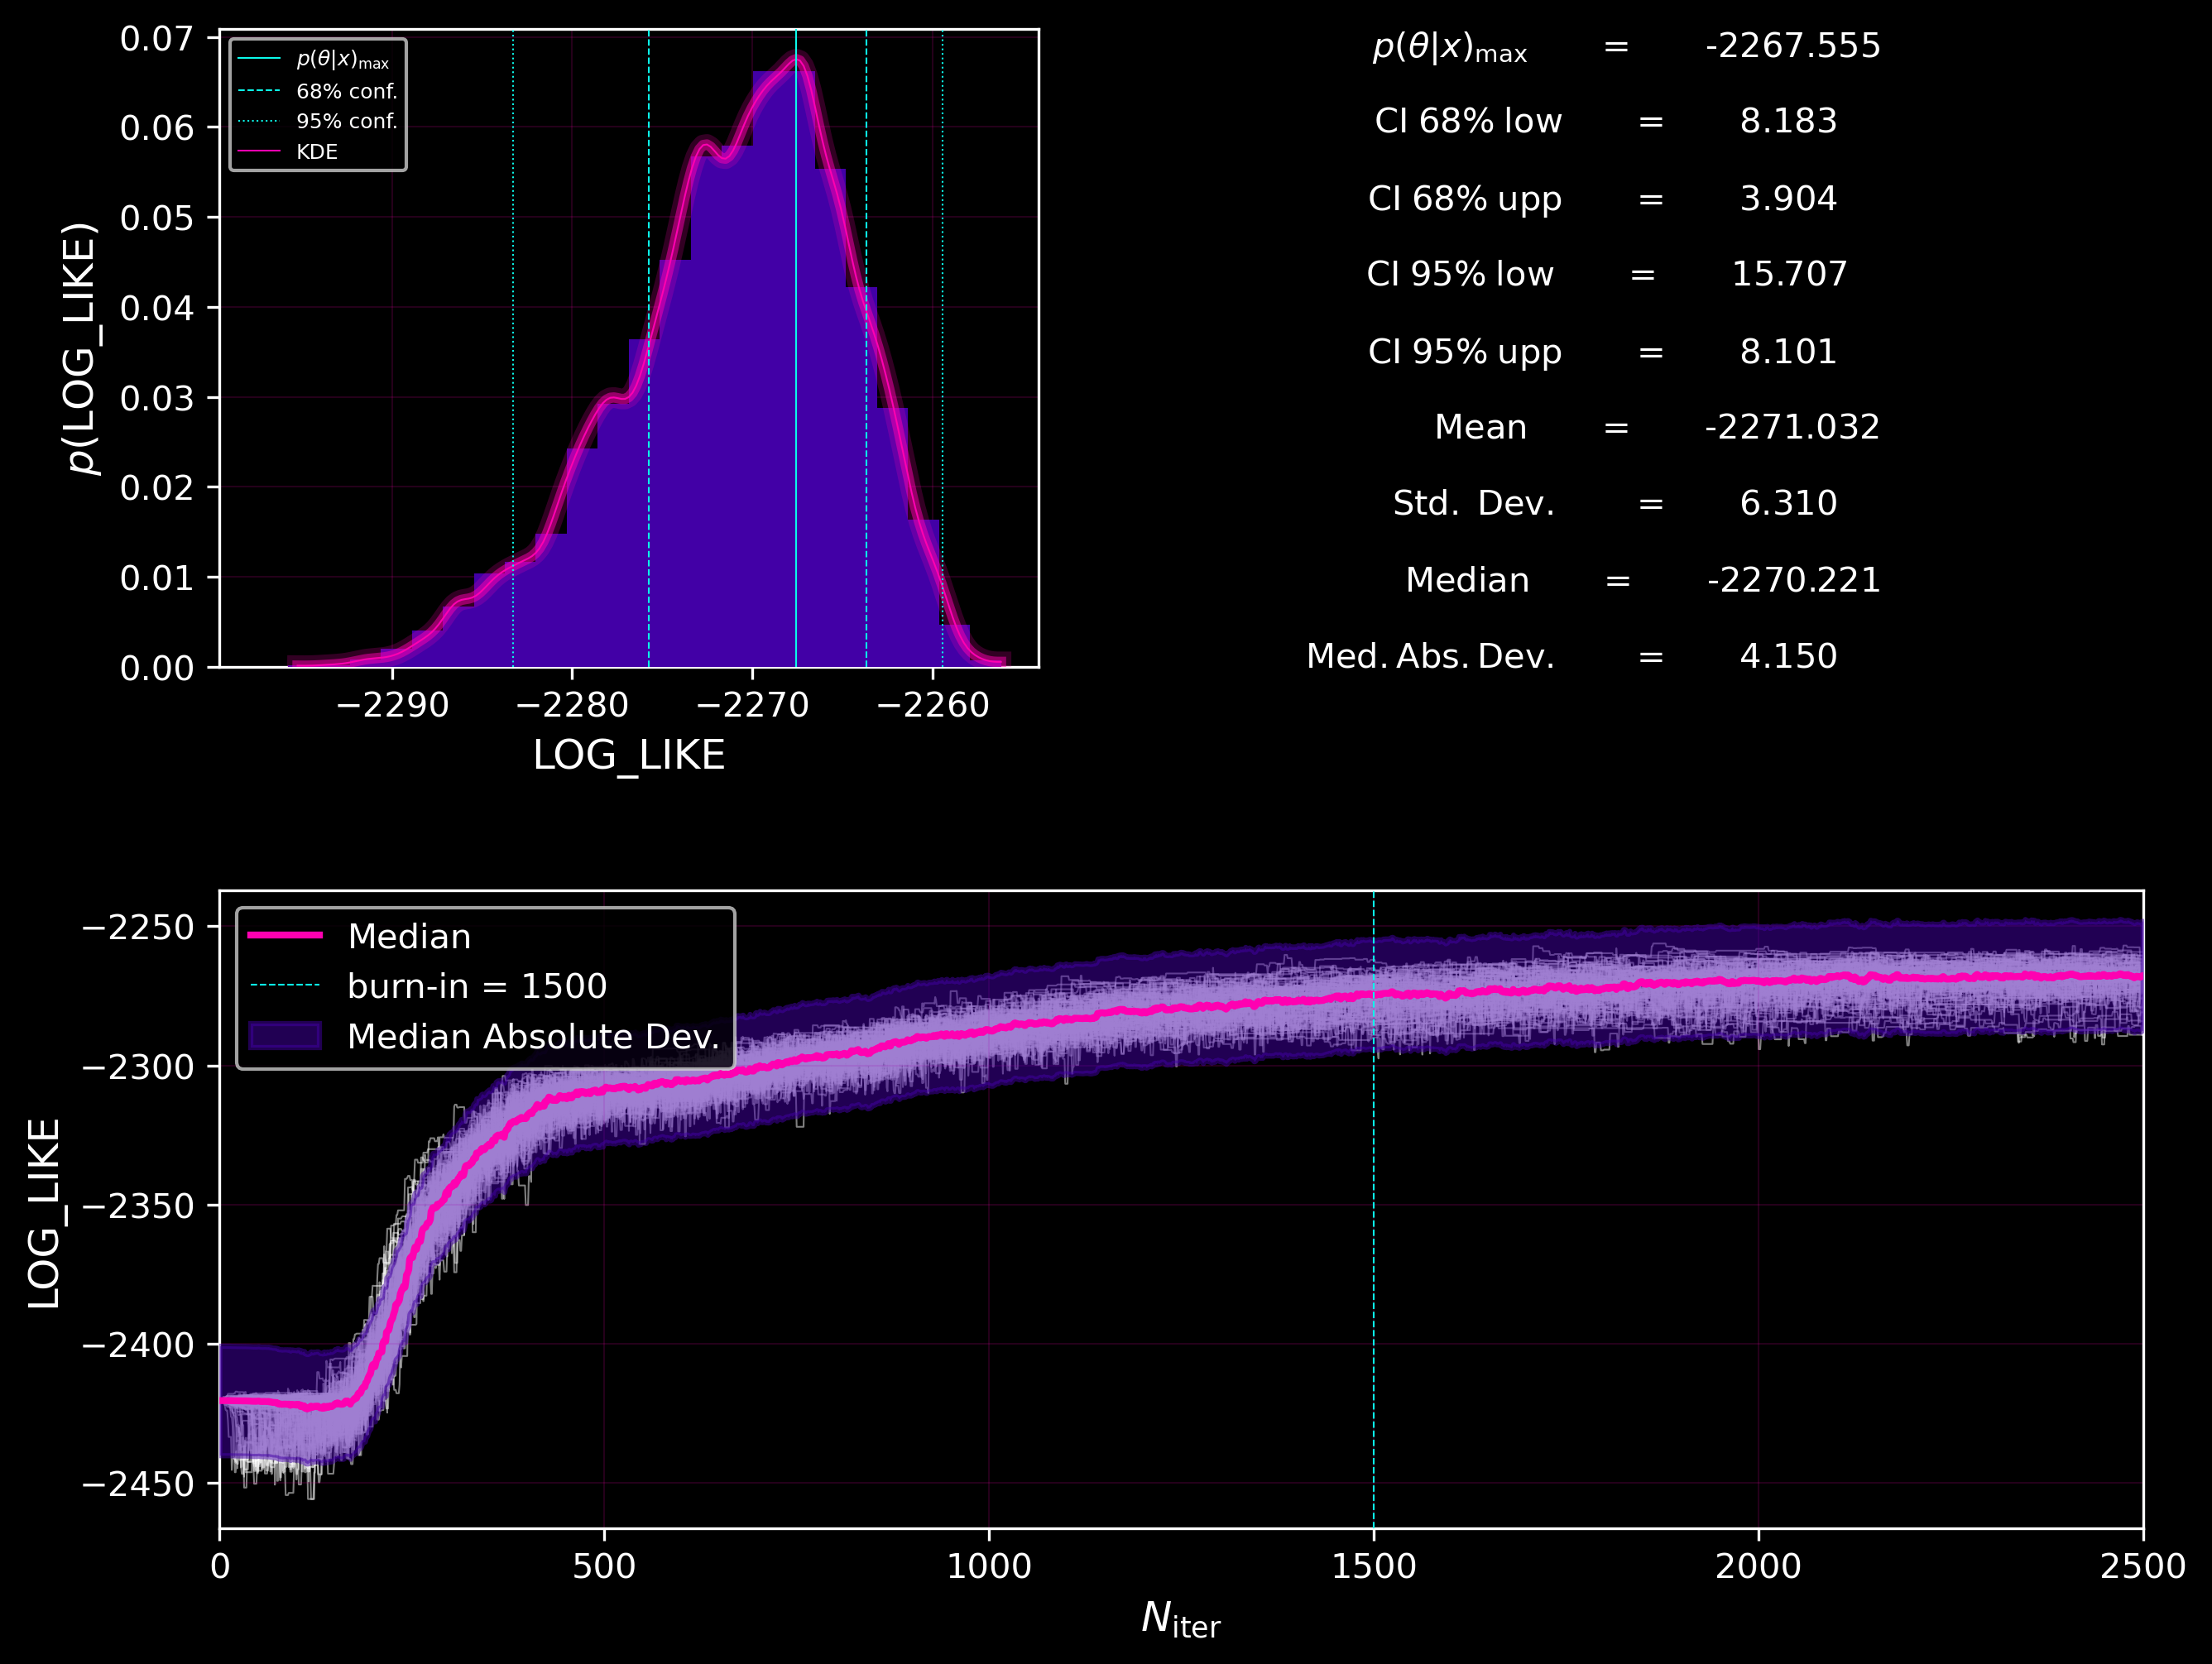 p(θ|x)max
68% conf.
95% conf.
KDE
0.07
0.06
0.05
0.04
0.03
0.02
0.01
0.00
p(LOG_LIKE)
−2290 −2280 −2270 −2260
LOG_LIKE
p(θ|x)max = -2267.555
CI 68% low = 8.183
CI 68% upp = 3.904
CI 95% low = 15.707
CI 95% upp = 8.101
Mean = -2271.032
Std. Dev. = 6.310
Median = -2270.221
Med. Abs. Dev. = 4.150
Median
burn-in = 1500
Median Absolute Dev.
−2250
−2300
−2350
−2400
−2450
LOG_LIKE
0 500 1000 1500 2000 2500
Niter